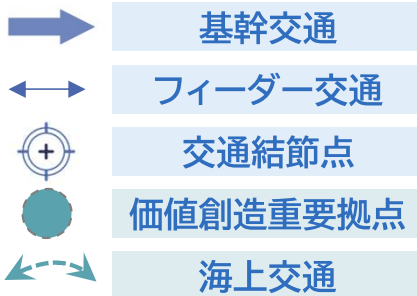 基幹交通
フィーダー交通
交通結節点
価値創造重要拠点
海上交通